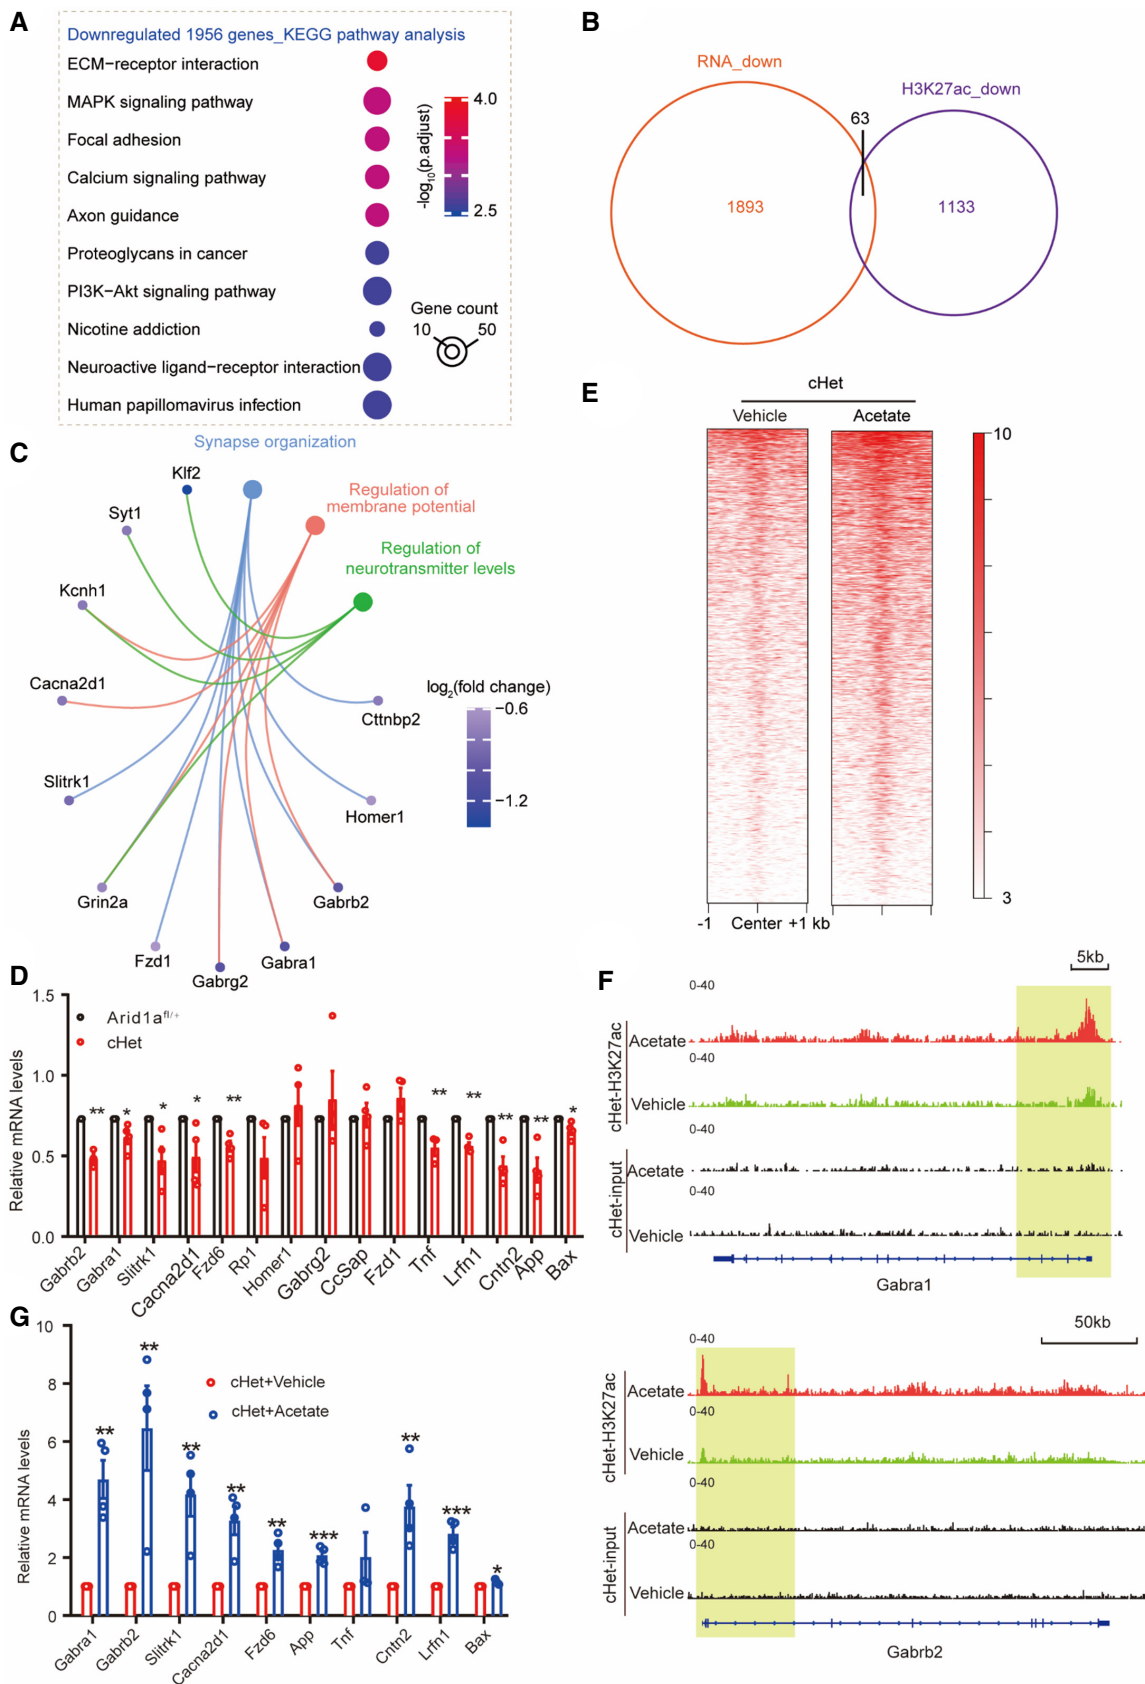 A
Downregulated 1956 genes_KEGG pathway analysis
ECM−receptor interaction
MAPK signaling pathway
Focal adhesion
Calcium signaling pathway
Axon guidance
Proteoglycans in cancer
PI3K−Akt signaling pathway
Nicotine addiction
Neuroactive ligand−receptor interaction
Human papillomavirus infection
4.0
-log10(p.adjust)
2.5
Gene count
10 50
B
RNA_down
H3K27ac_down
63
1893
1133
C
Synapse organization
Regulation of
membrane potential
Regulation of
neurotransmitter levels
Klf2
Syt1
Kcnh1
Cacna2d1
Slitrk1
Grin2a
Fzd1
Gabrg2
Gabra1
Gabrb2
Homer1
Cttnbp2
log2(fold change)
−0.6
−1.2
E
cHet
Vehicle Acetate
10
3
-1 Center +1 kb
D
Relative mRNA levels
1.5
1.0
0.5
0.0
Arid1a fl/+
cHet
** * * * ** ** ** ** ** *
Gabrb2 Gabra1 Slitrk1 Cacna2d1 Fzd6 Rp1 Homer1 Gabrg2 CcSap Fzd1 Tnf Lrfn1 Cntn2 App Bax
F
5kb
0-40
cHet-H3K27ac
Acetate
0-40
Vehicle
0-40
cHet-input
Acetate
0-40
Vehicle
Gabra1
50kb
0-40
cHet-H3K27ac
Acetate
0-40
Vehicle
0-40
cHet-input
Acetate
0-40
Vehicle
Gabrb2
G
Relative mRNA levels
10
8
6
4
2
0
cHet+Vehicle
cHet+Acetate
** ** ** ** ** *** ** *** *
Gabra1 Gabrb2 Slitrk1 Cacna2d1 Fzd6 App Tnf Cntn2 Lrfn1 Bax